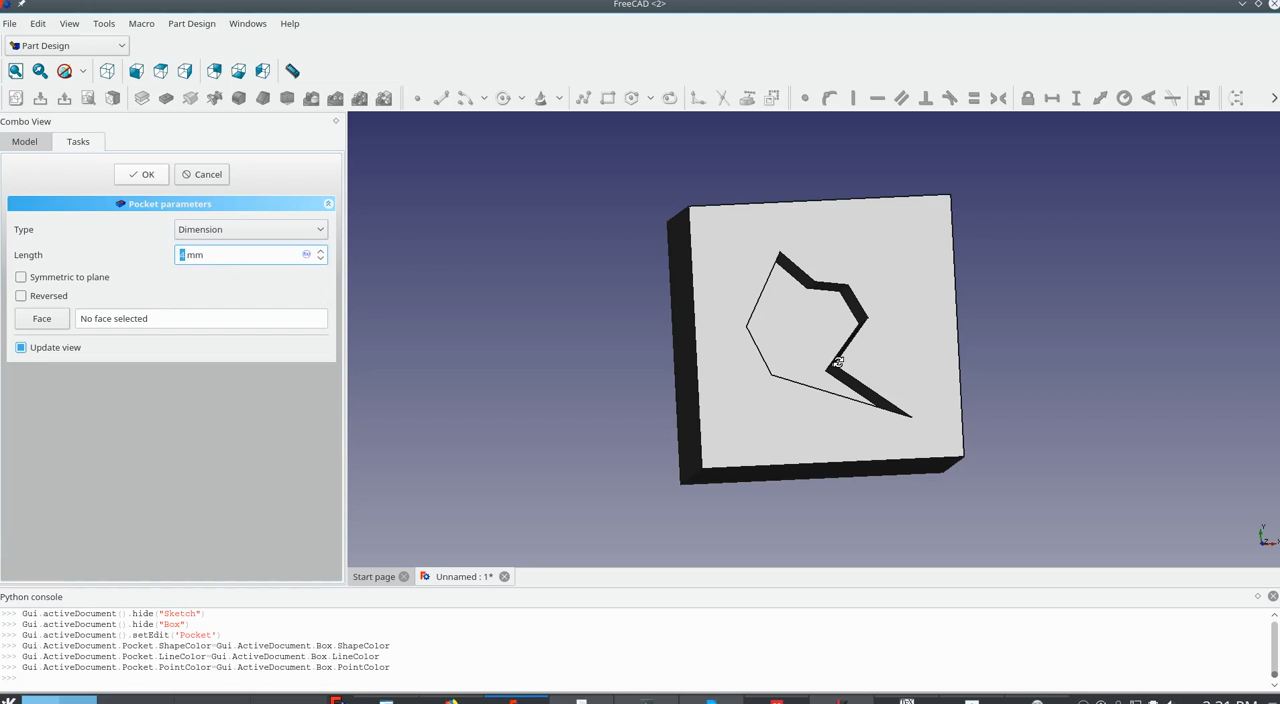 FreeCAD <2>
File Edit View Tools Macro Part Design Windows Help
Part Design
Combo View
Model Tasks
OK Cancel
Pocket parameters
Type Dimension
Length mm
Symmetric to plane
Reversed
Face No face selected
Update view
Y
Z
Start page Unnamed : 1*
Python console
>>> Gui.activeDocument().hide("Sketch")
>>> Gui.activeDocument().hide("Box")
>>> Gui.activeDocument().setEdit('Pocket')
>>> Gui.ActiveDocument.Pocket.ShapeColor=Gui.ActiveDocument.Box.ShapeColor
>>> Gui.ActiveDocument.Pocket.LineColor=Gui.ActiveDocument.Box.LineColor
>>> Gui.ActiveDocument.Pocket.PointColor=Gui.ActiveDocument.Box.PointColor
>>>